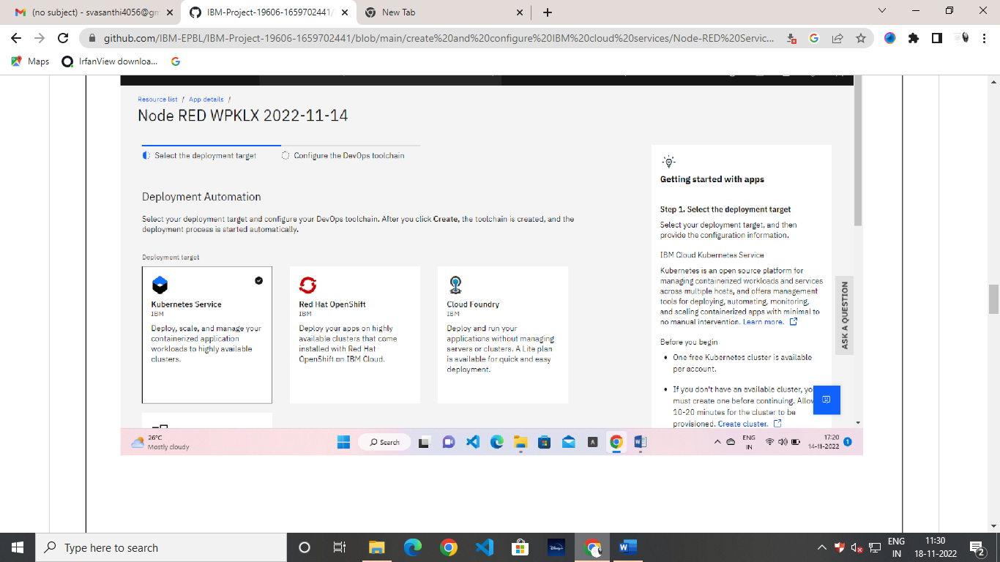 (no subject) - svasanthi4056@gm
IBM-Project-19606-1659702441/
New Tab
github.com/IBM-EPBL/IBM-Project-19606-1659702441/blob/main/create%20and%20configure%20IBM%20cloud%20services/Node-RED%20Servic...
Maps
IrfanView downloa...
Resource list / App details /
Node RED WPKLX 2022-11-14
Select the deployment target
Configure the DevOps toolchain
Deployment Automation
Select your deployment target and configure your DevOps toolchain. After you click Create, the toolchain is created, and the
deployment process is started automatically.
Deployment target
Kubernetes Service
IBM
Deploy, scale, and manage your
containerized application
workloads to highly available
clusters.
Red Hat OpenShift
IBM
Deploy your apps on highly
available clusters that come
installed with Red Hat
OpenShift on IBM Cloud.
Cloud Foundry
IBM
Deploy and run your
applications without managing
servers or clusters. A Lite plan
is available for quick and easy
deployment.
Getting started with apps
Step 1. Select the deployment target
Select your deployment target, and then
provide the configuration information.
IBM Cloud Kubernetes Service
Kubernetes is an open source platform for
managing containerized workloads and services
across multiple hosts, and offers management
tools for deploying, automating, monitoring,
and scaling containerized apps with minimal to
no manual intervention. Learn more.
Before you begin
• One free Kubernetes cluster is available
per account.
• If you don't have an available cluster, yo
must create one before continuing. Allow
10-20 minutes for the cluster to be
provisioned. Create cluster.
ASK A QUESTION
26°C
Mostly cloudy
Search
A
ENG
IN
17:20
14-11-2022
1
Type here to search
Disney+
ENG
IN
11:30
18-11-2022
2